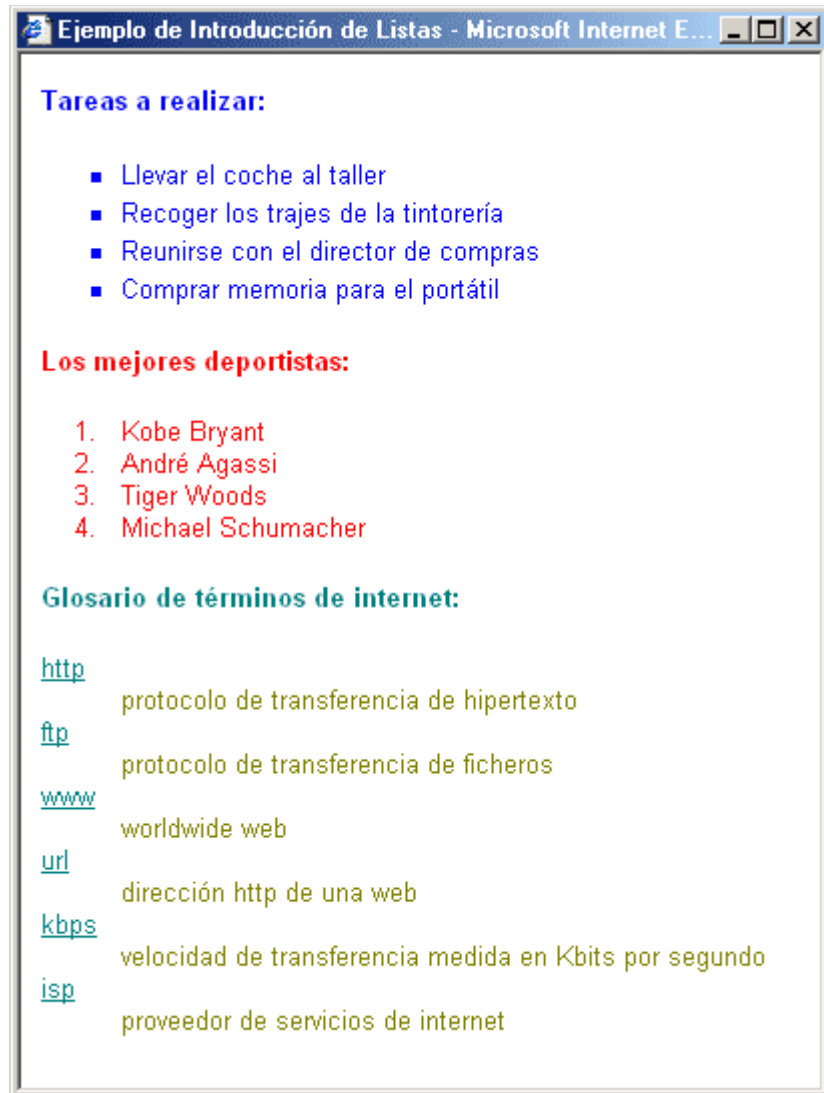 Ejemplo de Introducción de Listas - Microsoft Internet E...
Tareas a realizar:
Llevar el coche al taller
Recoger los trajes de la tintorería
Reunirse con el director de compras
Comprar memoria para el portátil
Los mejores deportistas:
1. Kobe Bryant
2. André Agassi
3. Tiger Woods
4. Michael Schumacher
Glosario de términos de internet:
http
protocolo de transferencia de hipertexto
ftp
protocolo de transferencia de ficheros
www
worldwide web
url
dirección http de una web
kbps
velocidad de transferencia medida en Kbits por segundo
isp
proveedor de servicios de internet